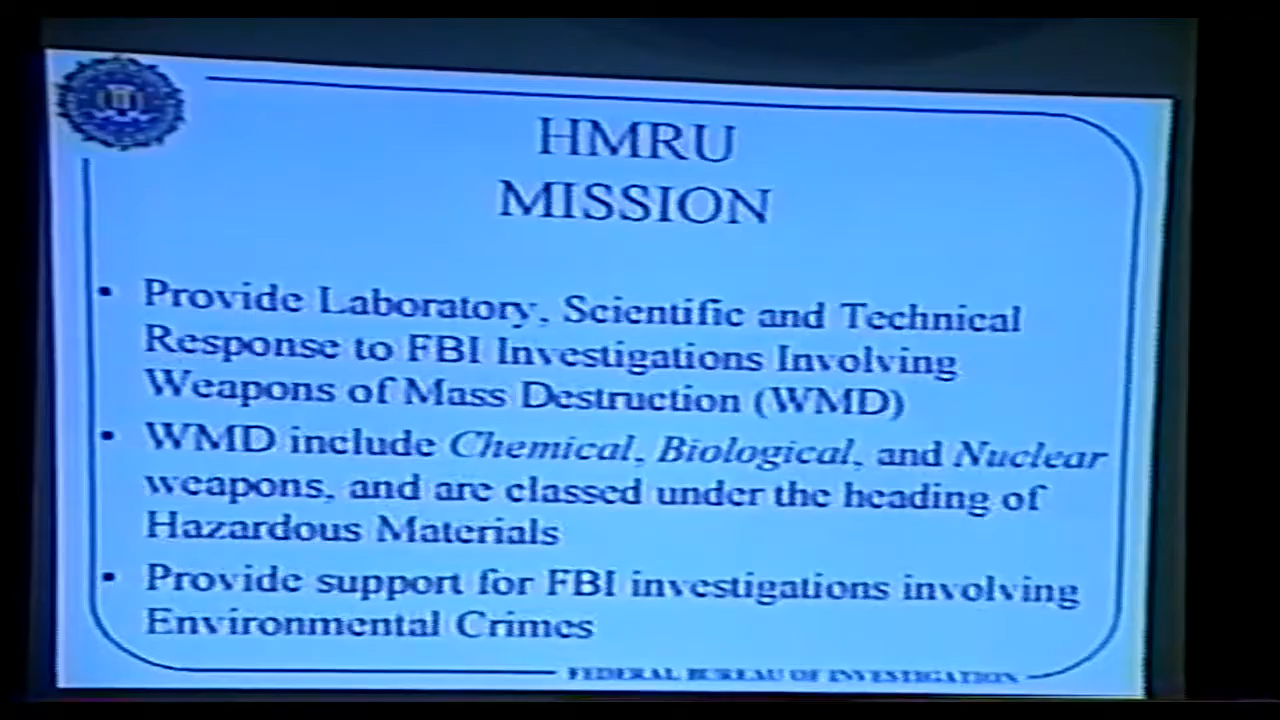 HMRU
MISSION
• Provide Laboratory, Scientific and Technical
Response to FBI Investigations Involving
Weapons of Mass Destruction (WMD)
• WMD include Chemical, Biological, and Nuclear
weapons, and are classed under the heading of
Hazardous Materials
• Provide support for FBI investigations involving
Environmental Crimes
FEDERAL BUREAU OF INVESTIGATION